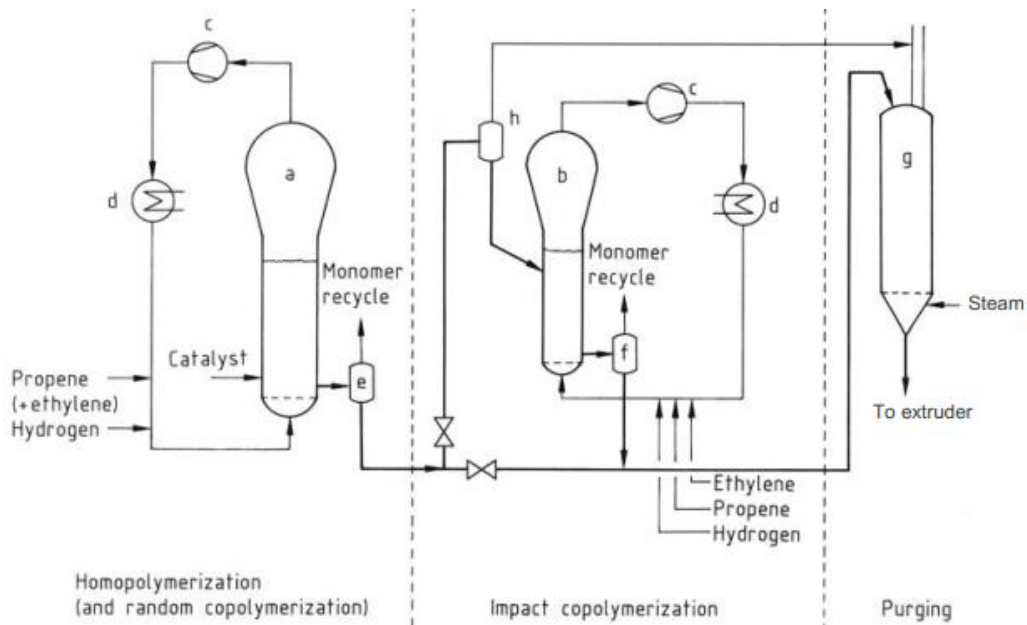 c
a
d
Monomer
recycle
Catalyst
e
Propene
(+ethylene)
Hydrogen
Homopolymerization
(and random copolymerization)
h
c
b
d
Monomer
recycle
f
Ethylene
Propene
Hydrogen
Impact copolymerization
g
Steam
To extruder
Purging